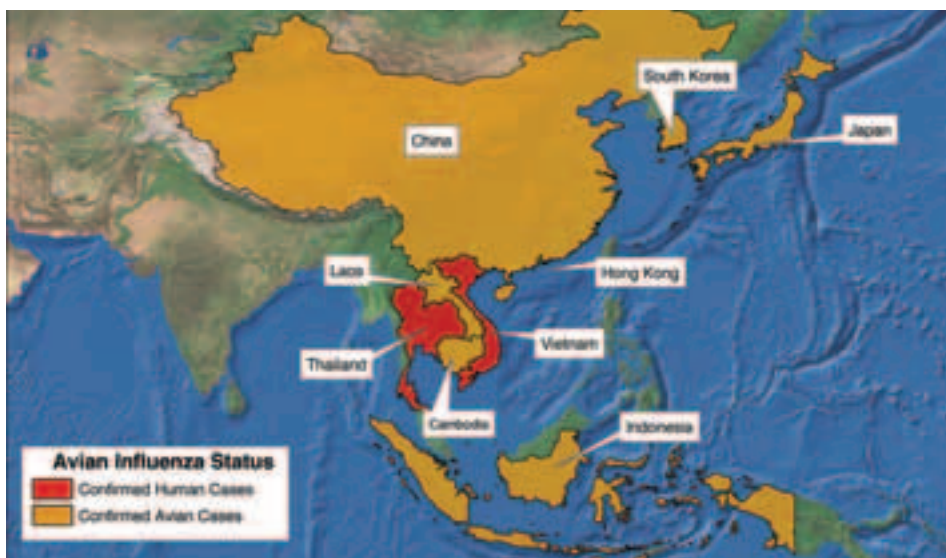 South Korea
China
Japan
Laos
Hong Kong
Thailand
Vietnam
Cambodia
Indonesia
Avian Influenza Status
Confirmed Human Cases
Confirmed Avian Cases